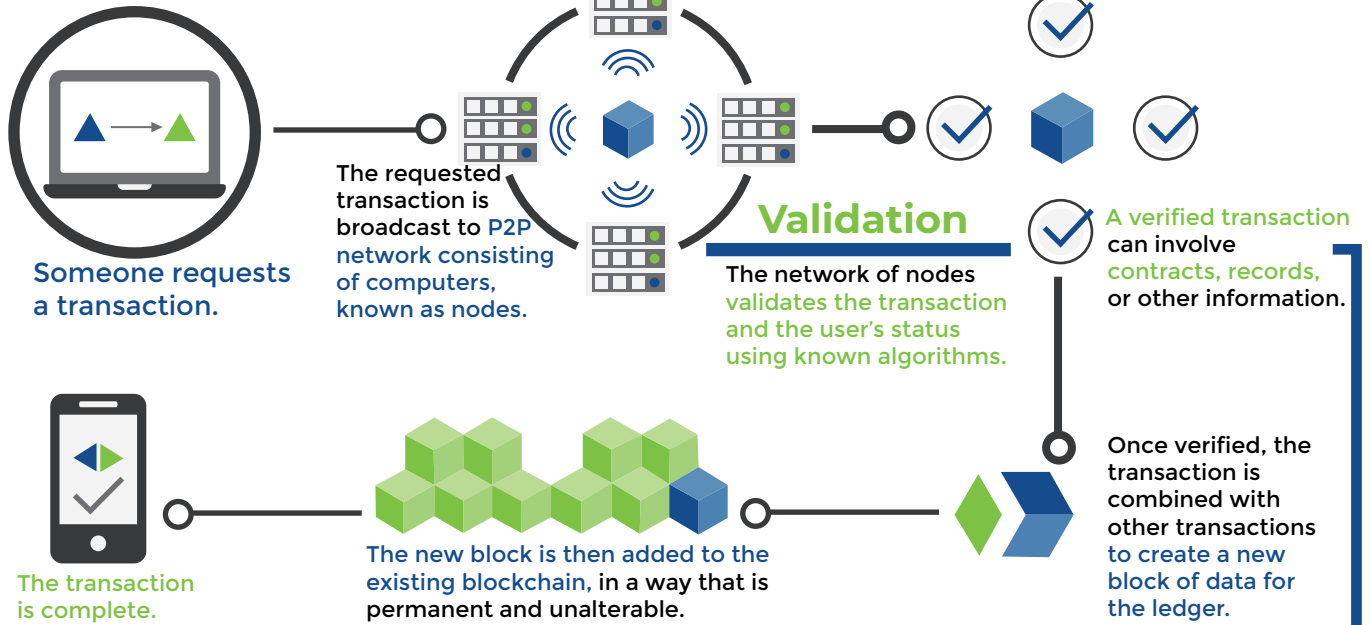 Someone requests
a transaction.
The requested
transaction is
broadcast to P2P
network consisting
of computers,
known as nodes.
Validation
The network of nodes
validates the transaction
and the user’s status
using known algorithms.
A verified transaction
can involve
contracts, records,
or other information.
Once verified, the
transaction is
combined with
other transactions
to create a new
block of data for
the ledger.
The new block is then added to the
existing blockchain, in a way that is
permanent and unalterable.
The transaction
is complete.